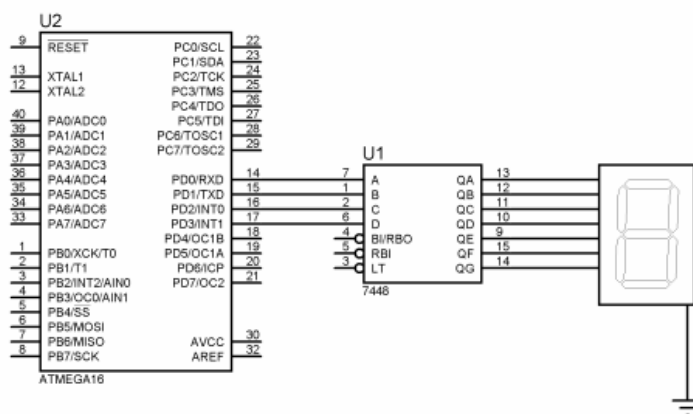 U2
9 RESET
13 XTAL1
12 XTAL2
40 PA0/ADC0
39 PA1/ADC1
38 PA2/ADC2
37 PA3/ADC3
36 PA4/ADC4
35 PA5/ADC5
34 PA6/ADC6
33 PA7/ADC7
1 PB0/XCK/T0
2 PB1/T1
3 PB2/INT2/AIN0
4 PB3/OC0/AIN1
5 PB4/SS
6 PB5/MOSI
7 PB6/MISO
8 PB7/SCK
PC0/SCL 22
PC1/SDA 23
PC2/TCK 24
PC3/TMS 25
PC4/TDO 26
PC5/TDI 27
PC6/TOSC1 28
PC7/TOSC2 29
PD0/RXD 14
PD1/TXD 15
PD2/INT0 16
PD3/INT1 17
PD4/OC1B 18
PD5/OC1A 19
PD6/ICP 20
PD7/OC2 21
AVCC 30
AREF 32
ATMEGA16
U1
7 A QA 13
1 B QB 12
2 C QC 11
6 D QD 10
4 BI/RBO QE 9
5 RBI QF 15
3 LT QG 14
7448